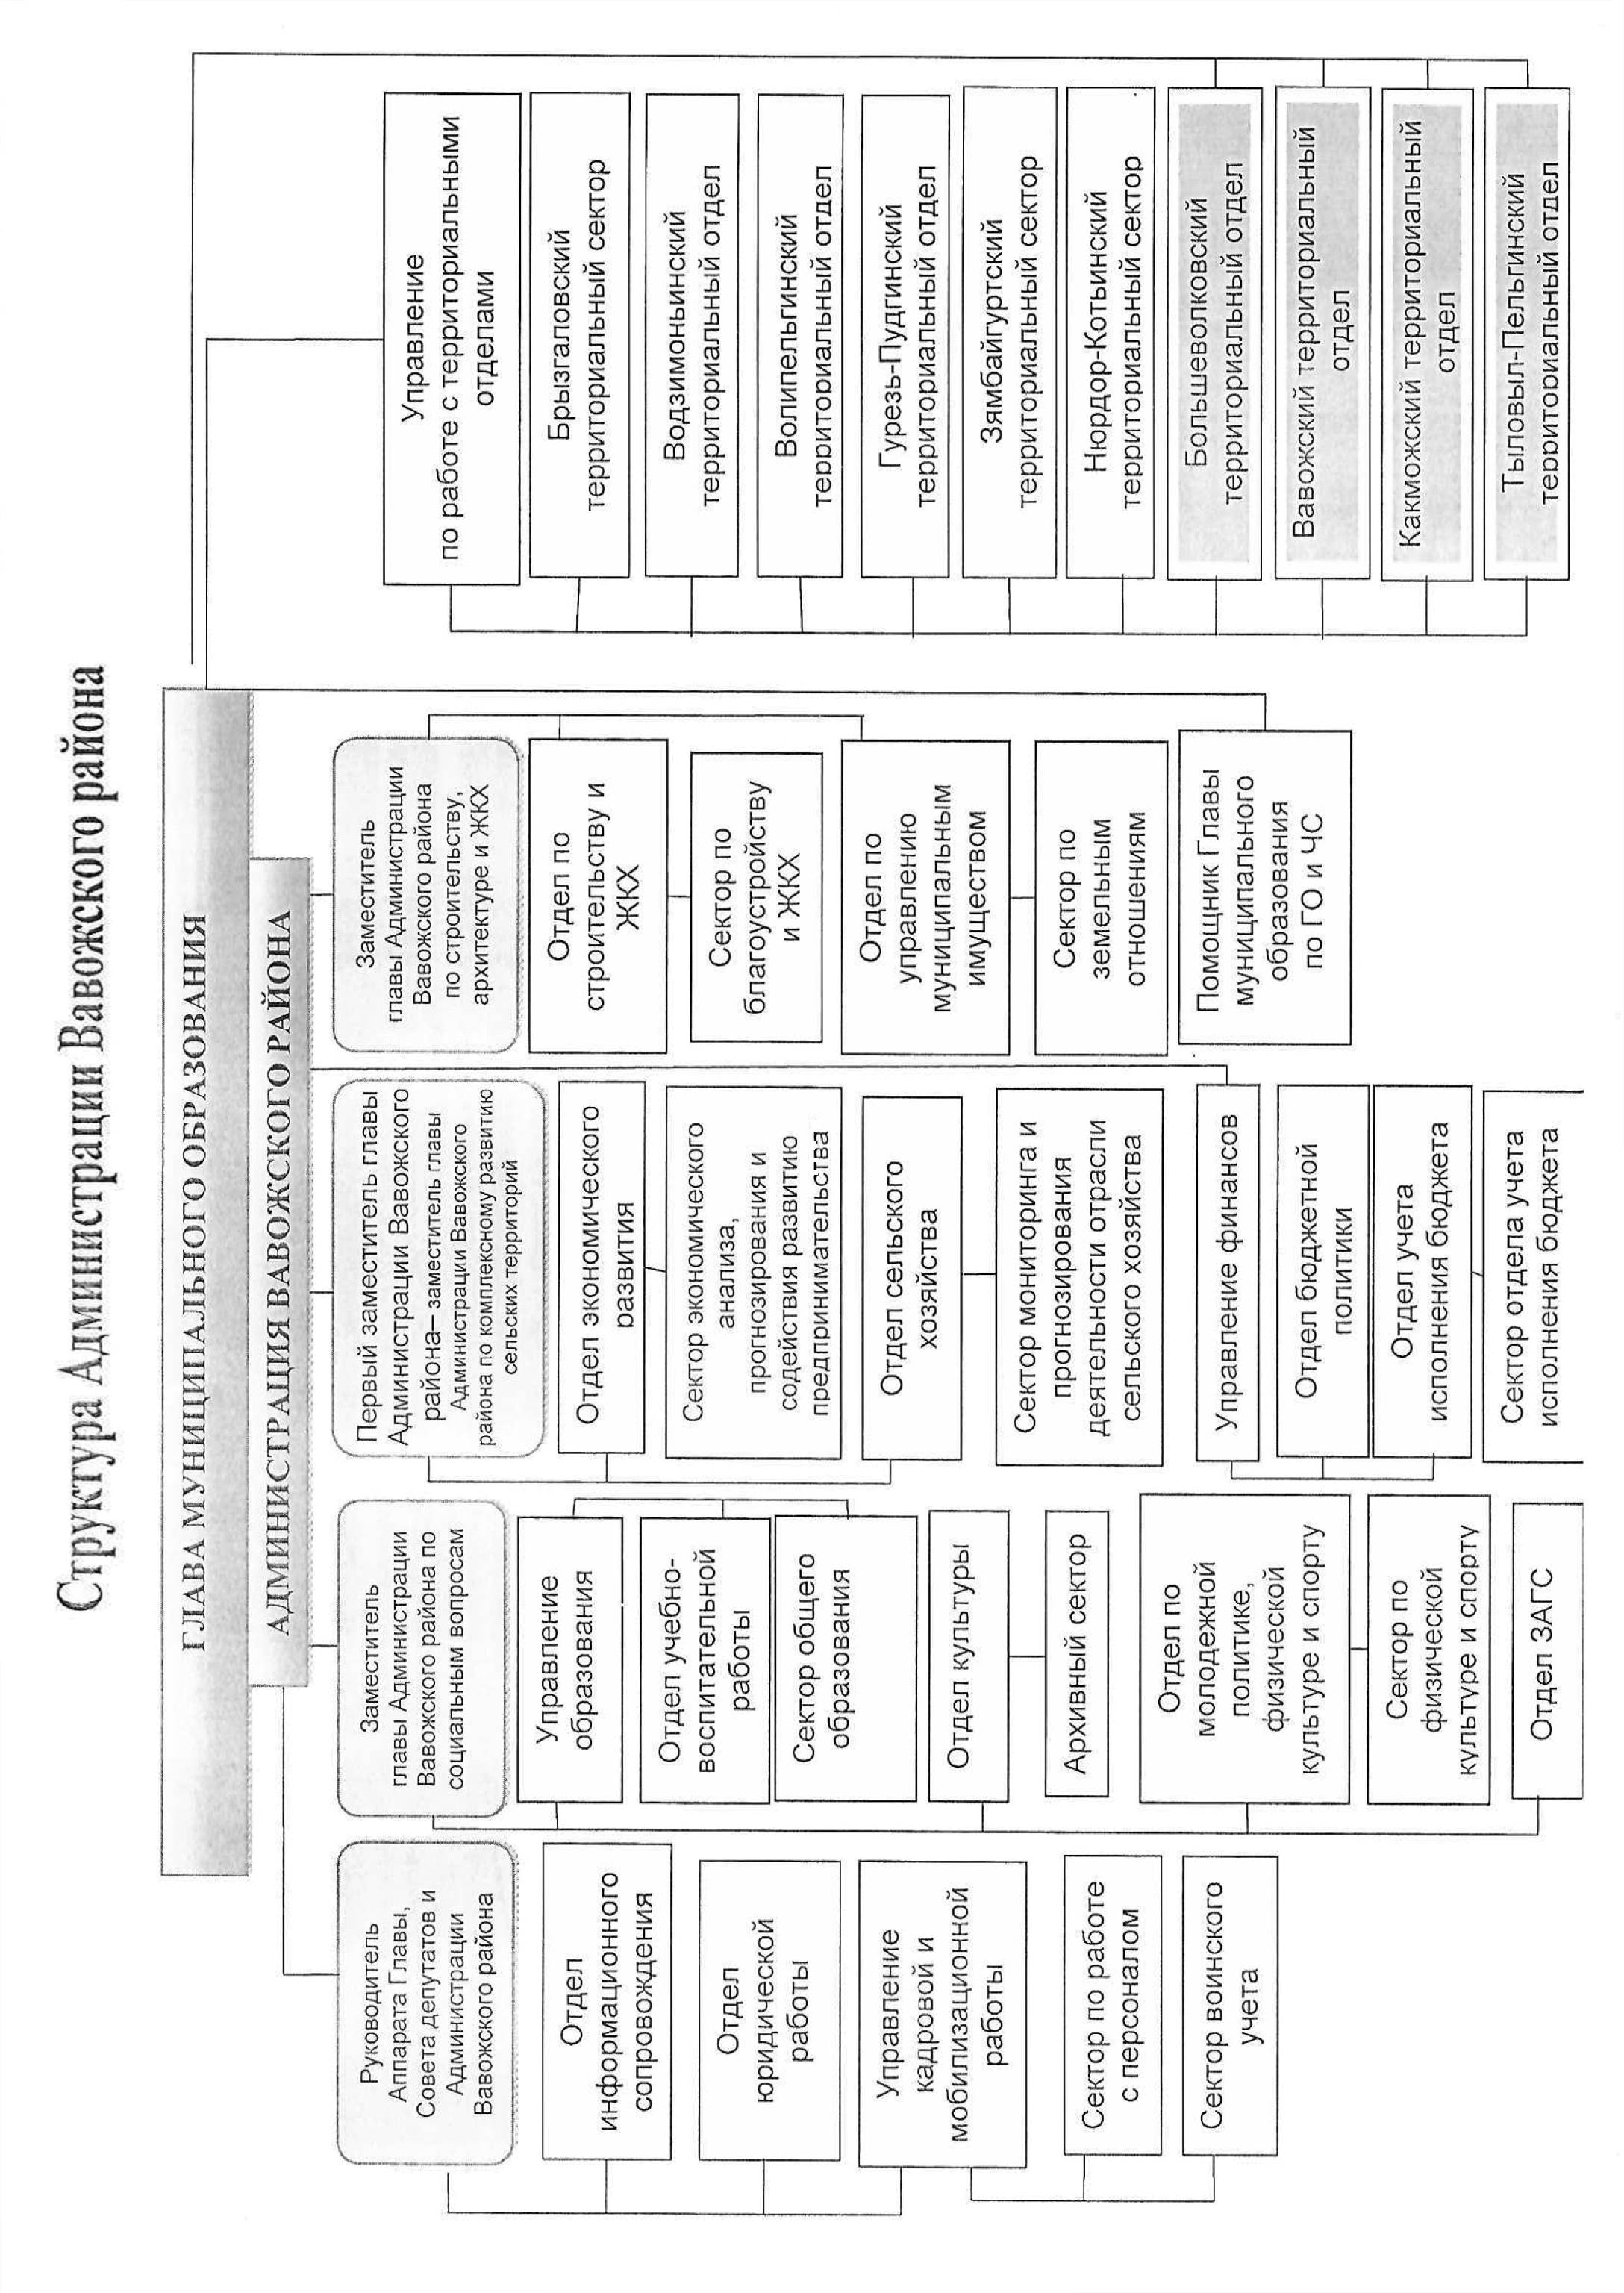 Структура Администрации Вавожского района
ГЛАВА МУНИЦИПАЛЬНОГО ОБРАЗОВАНИЯ
АДМИНИСТРАЦИЯ ВАВОЖСКОГО РАЙОНА
Руководитель
Аппарата Главы,
Совета депутатов и
Администрации
Вавожского района
Отдел
информационного
сопровождения
Отдел
юридической
работы
Управление
кадровой и
мобилизационной
работы
Сектор по работе
с персоналом
Сектор воинского
учета
Заместитель
главы Администрации
Вавожского района по
социальным вопросам
Управление
образования
Отдел учебно-
воспитательной
работы
Сектор общего
образования
Отдел культуры
Архивный сектор
Отдел по
молодежной
политике,
физической
культуре и спорту
Сектор по
физической
культуре и спорту
Отдел ЗАГС
Первый заместитель главы
Администрации Вавожского
района– заместитель главы
Администрации Вавожского
района по комплексному развитию
сельских территорий
Отдел экономического
развития
Сектор экономического
анализа,
прогнозирования и
содействия развитию
предпринимательства
Отдел сельского
хозяйства
Сектор мониторинга и
прогнозирования
деятельности отрасли
сельского хозяйства
Управление финансов
Отдел бюджетной
политики
Отдел учета
исполнения бюджета
Сектор отдела учета
исполнения бюджета
Заместитель
главы Администрации
Вавожского района
по строительству,
архитектуре и ЖКХ
Отдел по
строительству и
ЖКХ
Сектор по
благоустройству
и ЖКХ
Отдел по
управлению
муниципальным
имуществом
Сектор по
земельным
отношениям
Помощник Главы
муниципального
образования
по ГО и ЧС
Управление
по работе с территориальными
отделами
Брызгаловский
территориальный сектор
Водзимоньинский
территориальный отдел
Волипельгинский
территориальный отдел
Гурезь-Пудгинский
территориальный отдел
Зямбайгуртский
территориальный сектор
Нюрдор-Котьинский
территориальный сектор
Большеволковский
территориальный отдел
Вавожский территориальный
отдел
Какможский территориальный
отдел
Тыловыл-Пельгинский
территориальный отдел